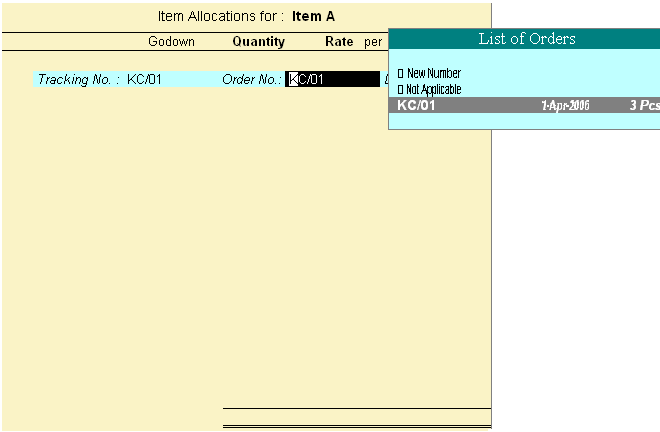 Item Allocations for : Item A
Godown Quantity Rate per
Tracking No. : KC/01 Order No.: KC/01
List of Orders
New Number
Not Applicable
KC/01 1-Apr-2006 3 Pcs